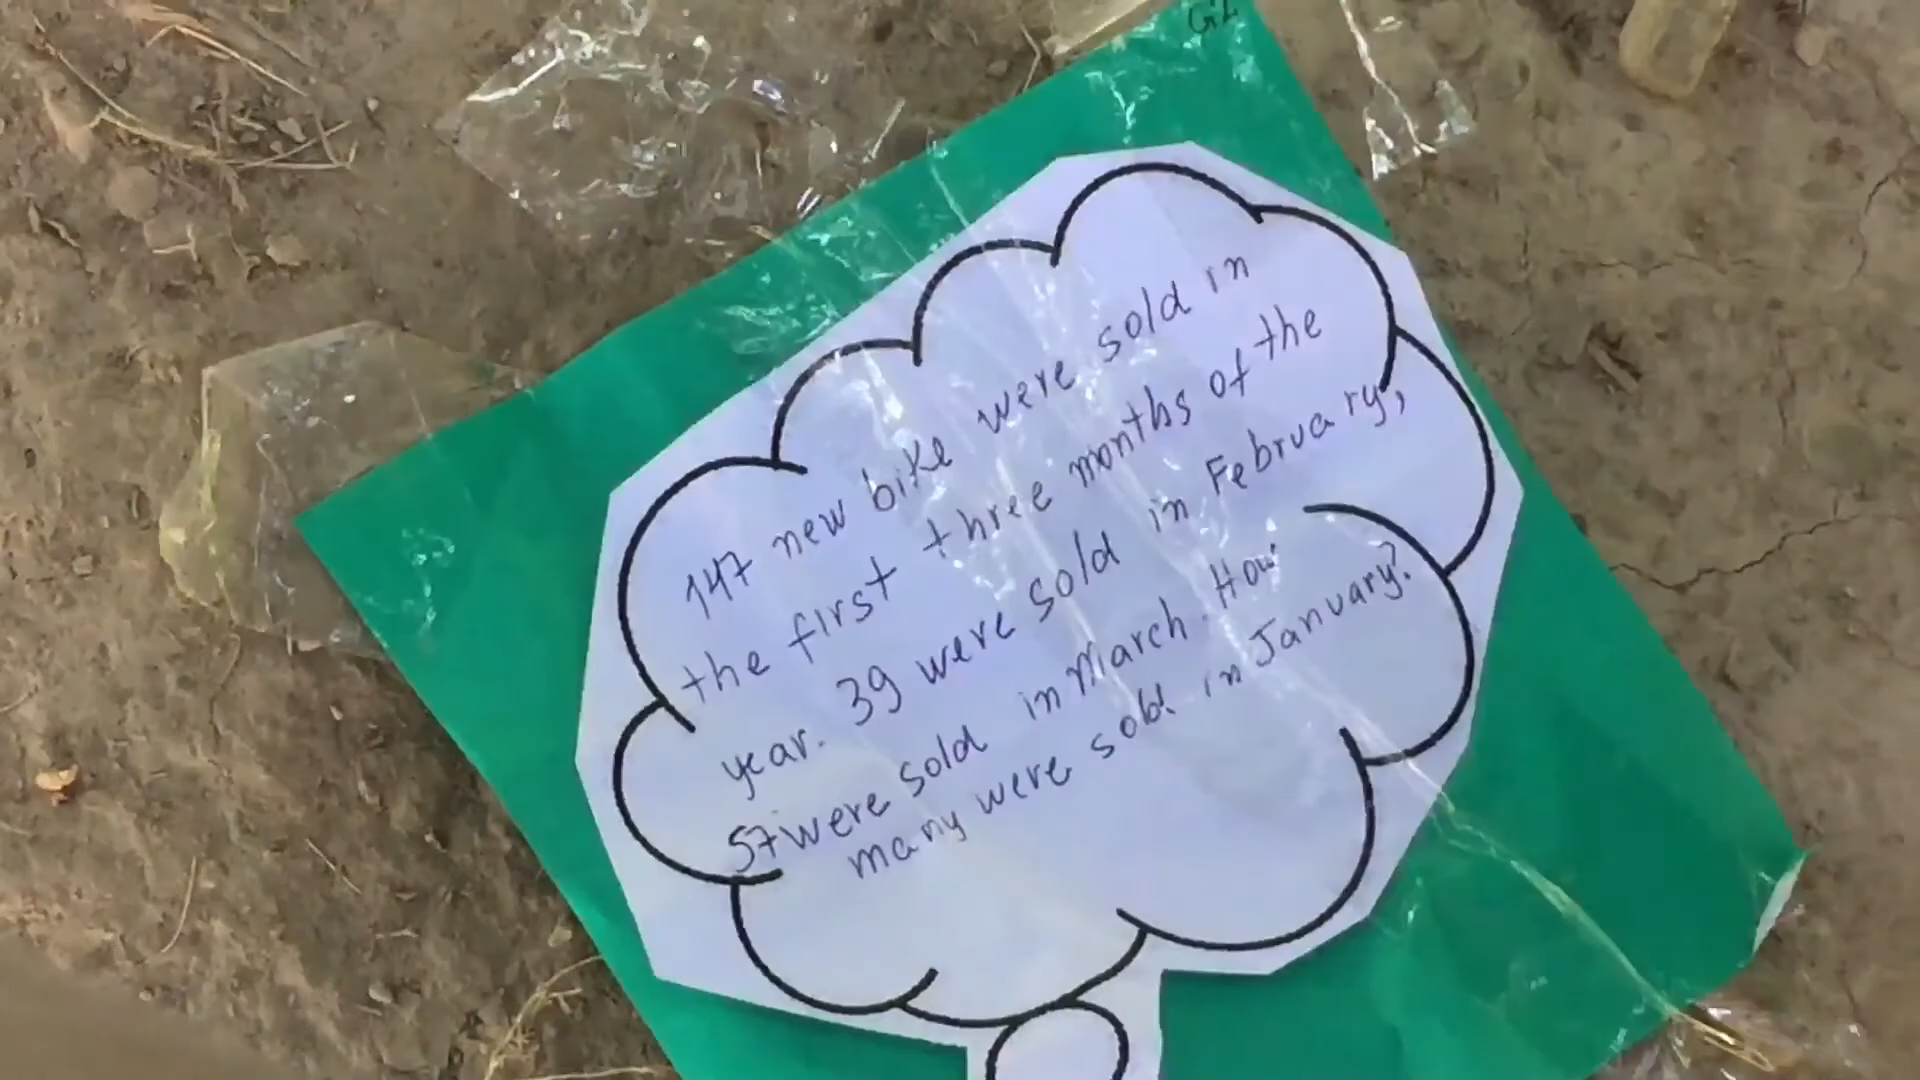 G2
147 new bike were sold in
the first three months of the
year. 39 were sold in February,
57 were sold in March. How
many were sold in January?